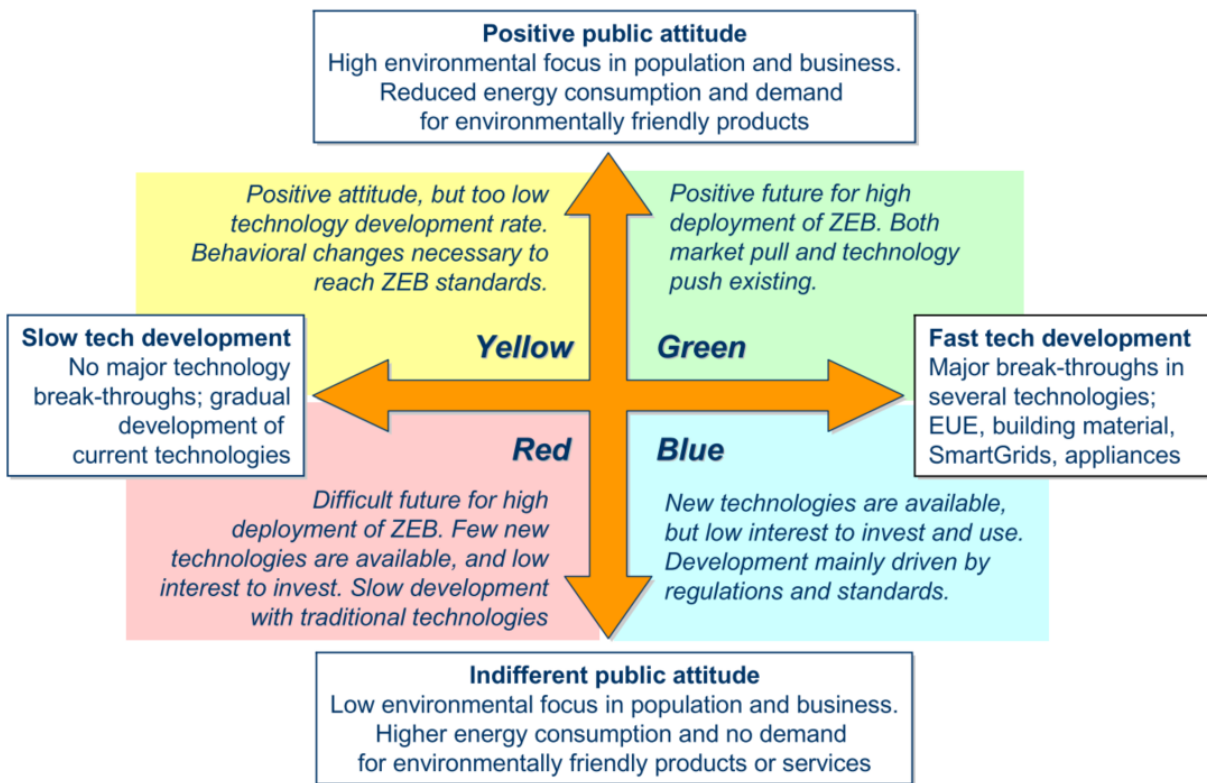 Positive public attitude
High environmental focus in population and business.
Reduced energy consumption and demand
for environmentally friendly products
Positive attitude, but too low
technology development rate.
Behavioral changes necessary to
reach ZEB standards.
Positive future for high
deployment of ZEB. Both
market pull and technology
push existing.
Slow tech development
No major technology
break-throughs; gradual
development of
current technologies
Yellow
Green
Fast tech development
Major break-throughs in
several technologies;
EUE, building material,
SmartGrids, appliances
Red
Blue
Difficult future for high
deployment of ZEB. Few new
technologies are available, and low
interest to invest. Slow development
with traditional technologies
New technologies are available,
but low interest to invest and use.
Development mainly driven by
regulations and standards.
Indifferent public attitude
Low environmental focus in population and business.
Higher energy consumption and no demand
for environmentally friendly products or services